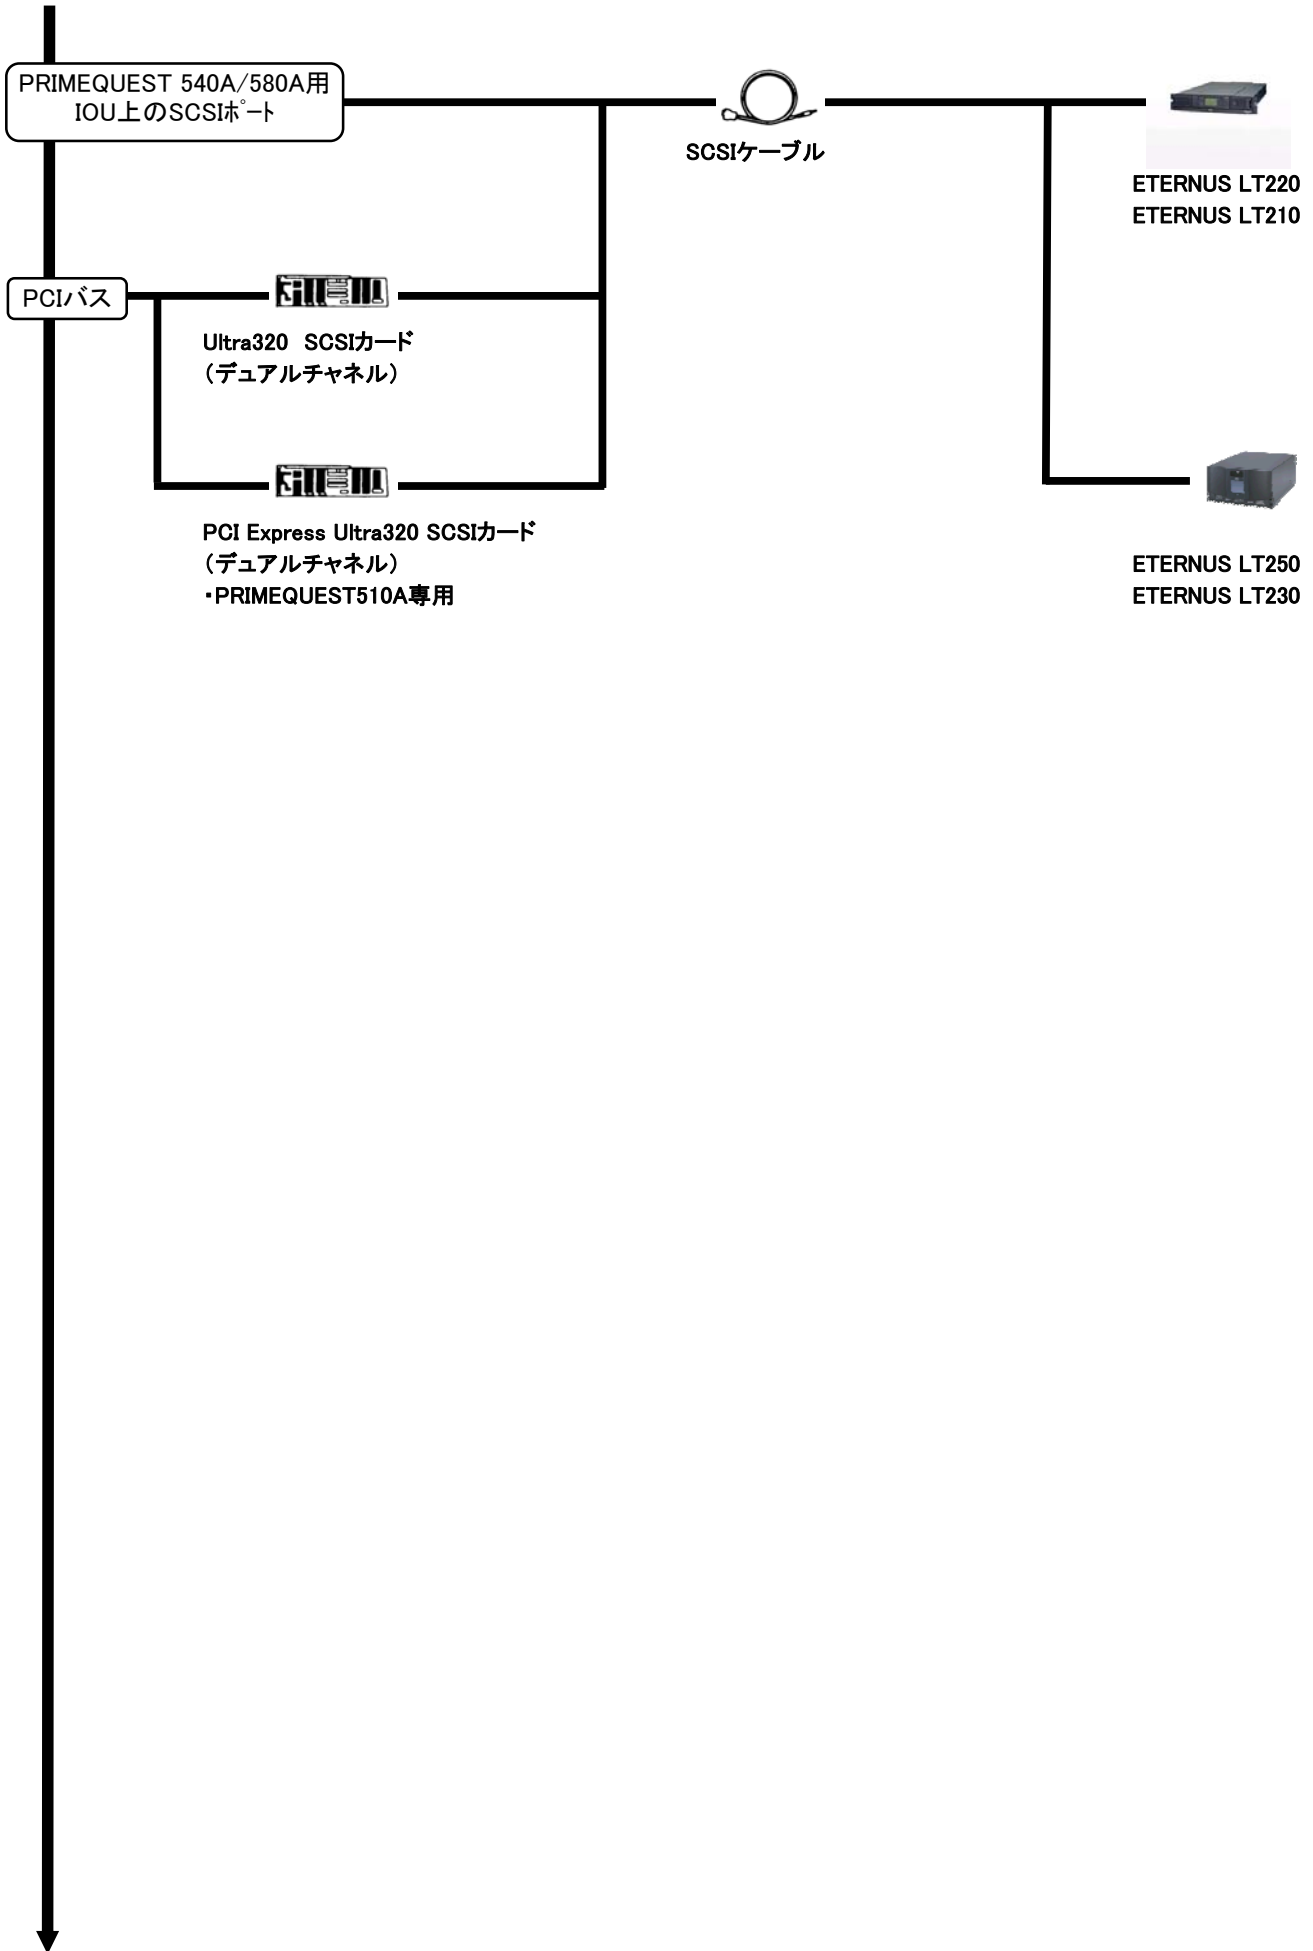 PRIMEQUEST 540A/580A用
IOU上のSCSIﾎﾟｰﾄ
SCSIケーブル
ETERNUS LT220
ETERNUS LT210
PCIバス
Ultra320　SCSIカード
（デュアルチャネル）
PCI Express Ultra320 SCSIカード
（デュアルチャネル）
・PRIMEQUEST510A専用
ETERNUS LT250
ETERNUS LT230